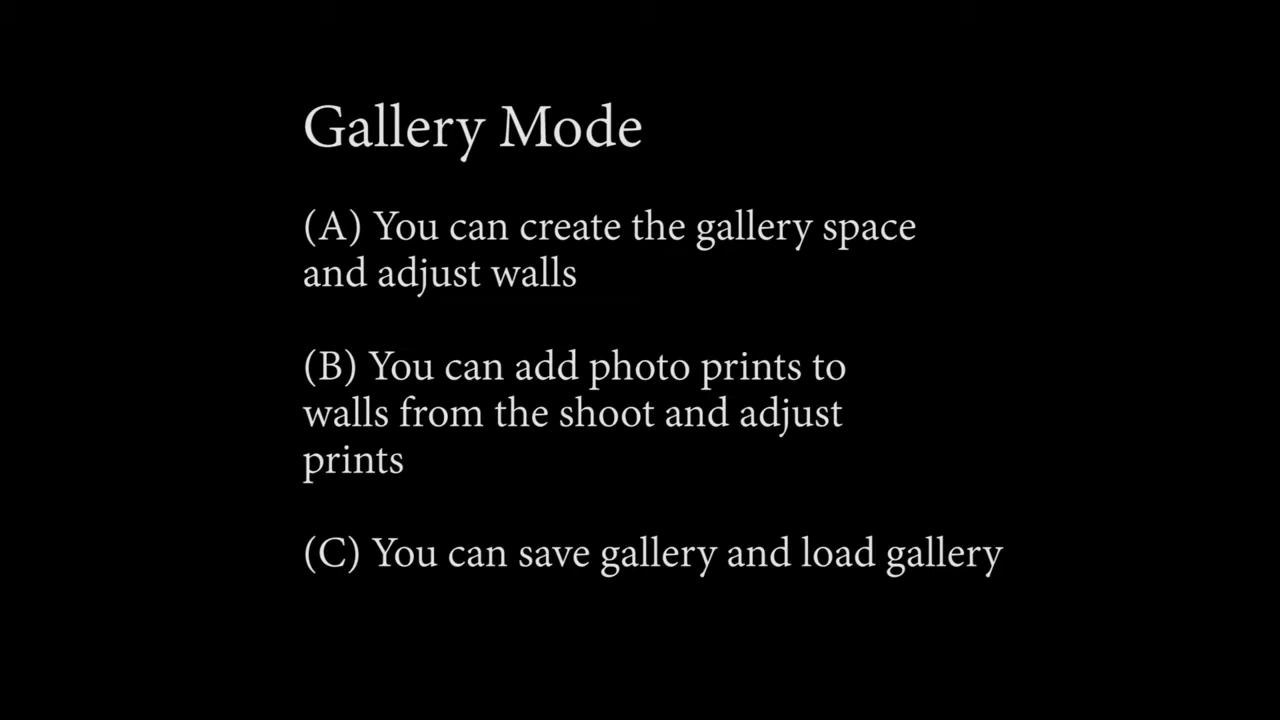 Gallery Mode
(A) You can create the gallery space
and adjust walls
(B) You can add photo prints to
walls from the shoot and adjust
prints
(C) You can save gallery and load gallery